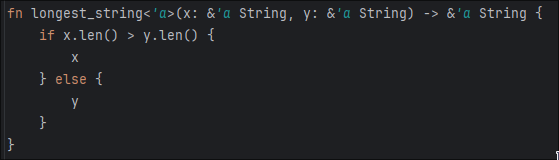 fn longest_string<'a>(x: &'a String, y: &'a String) -> &'a String {
    if x.len() > y.len() {
        x
    } else {
        y
    }
}